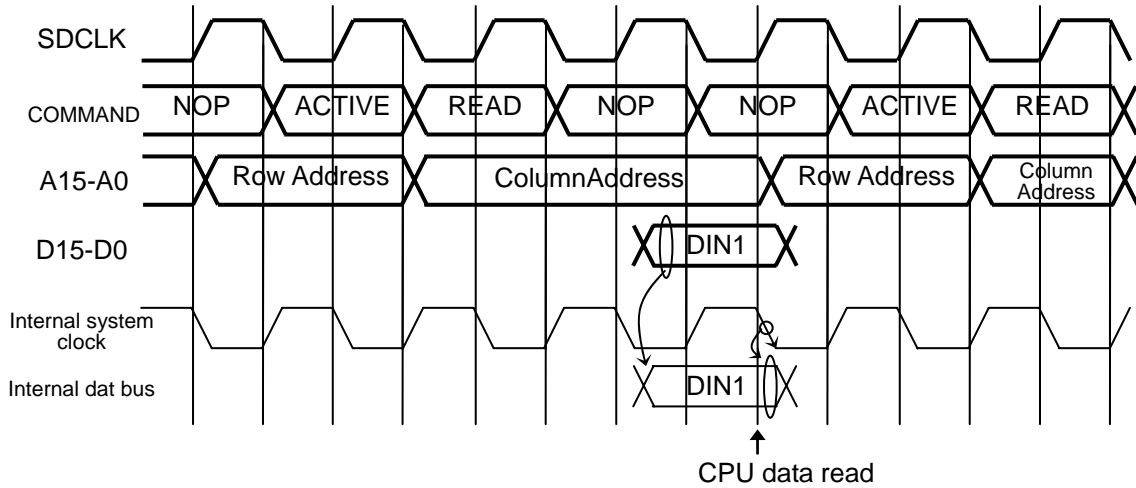 SDCLK
COMMAND NOP ACTIVE READ NOP NOP ACTIVE READ
A15-A0 Row Address ColumnAddress Row Address Column
Address
D15-D0 DIN1
Internal system
clock
Internal dat bus DIN1
CPU data read